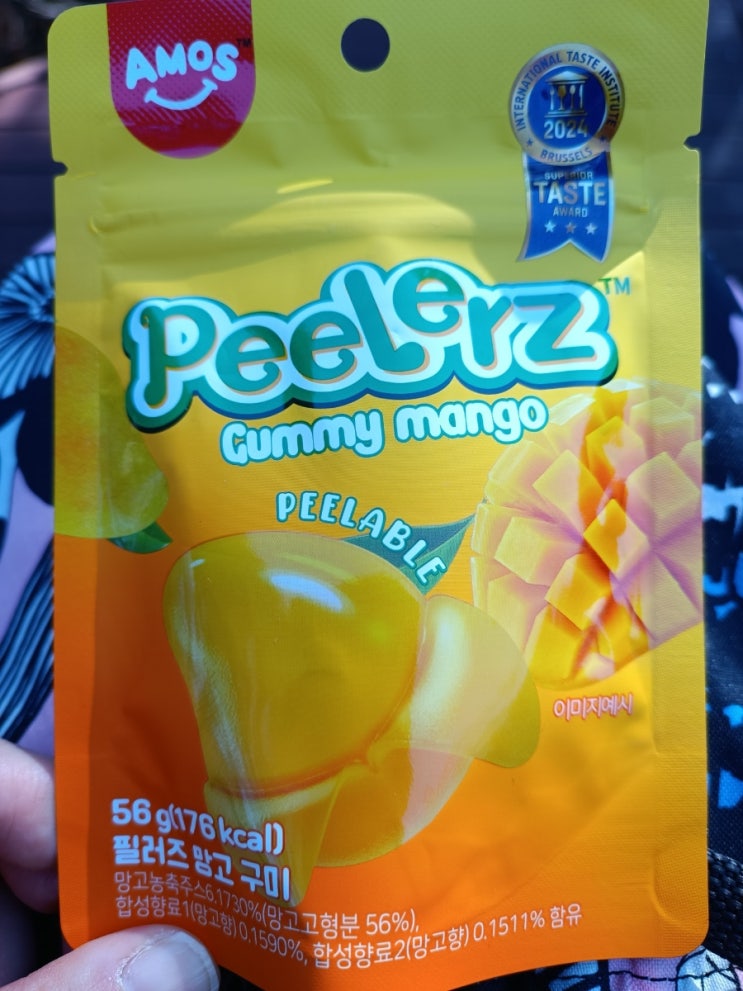 AMOS™
INTERNATIONAL TASTE INSTITUTE
2024
BRUSSELS
SUPERIOR
TASTE
AWARD
Peelerz™
Gummy mango
PEELABLE
이미지예시
56 g(176 kcal)
필러즈 망고 구미
망고농축주스6.1730%(망고고형분 56%),
합성향료1(망고향) 0.1590%, 합성향료2(망고향) 0.1511% 함유